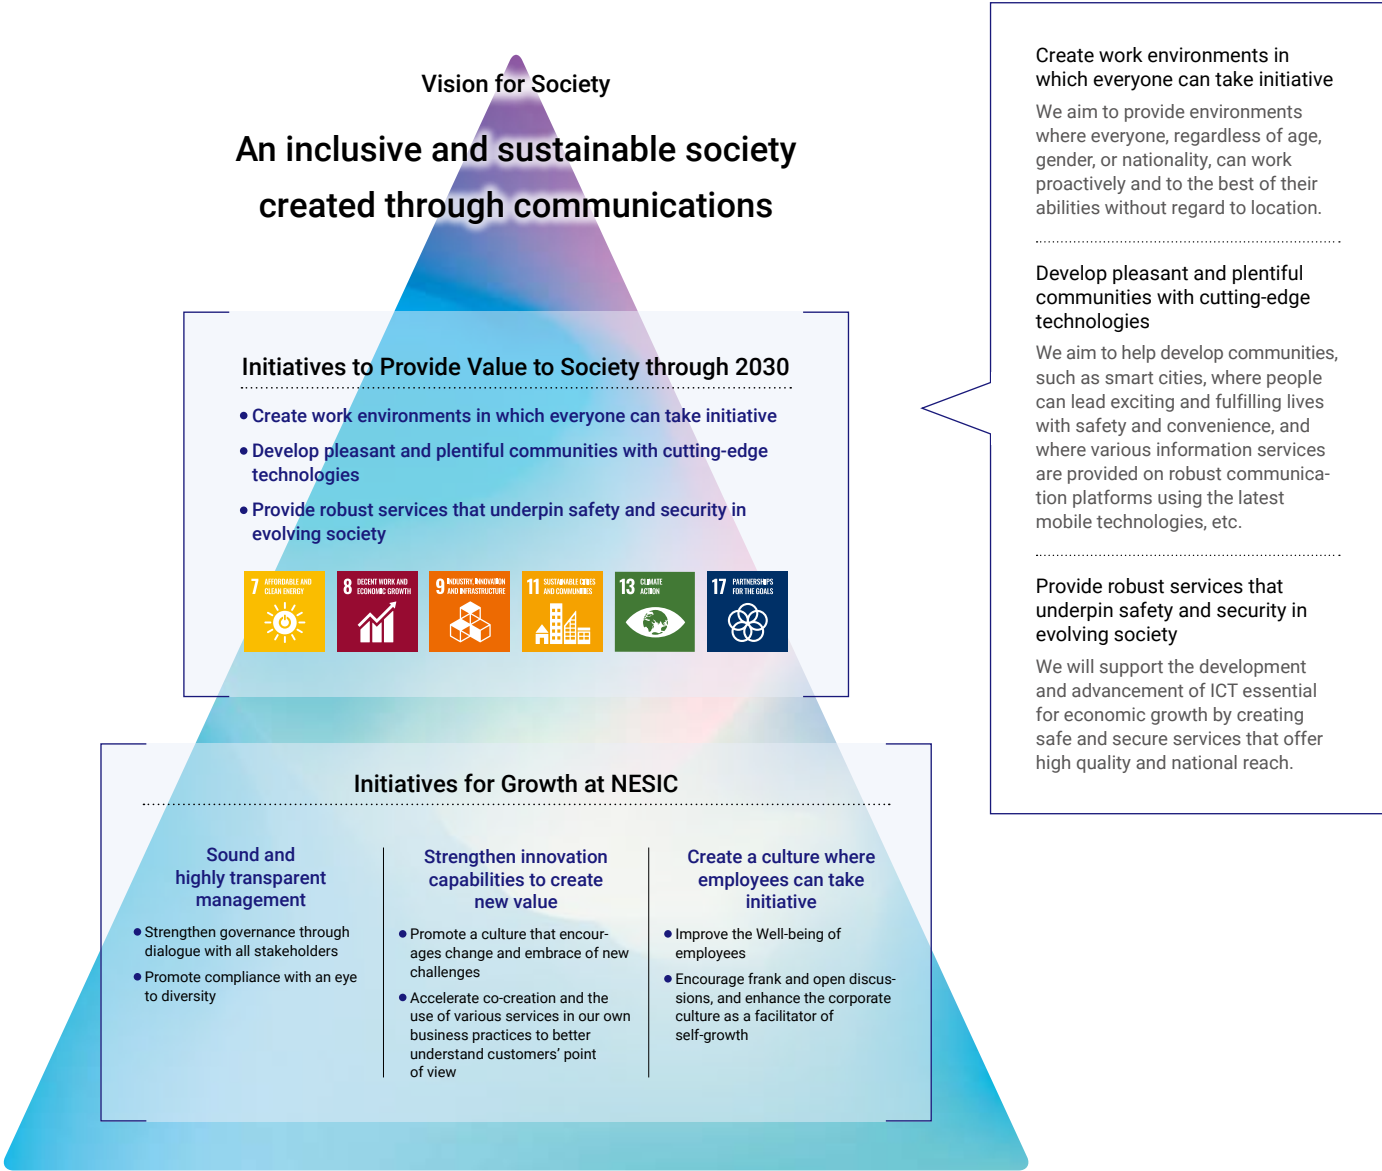 Vision for Society
An inclusive and sustainable society
created through communications
Initiatives to Provide Value to Society through 2030
• Create work environments in which everyone can take initiative
• Develop pleasant and plentiful communities with cutting-edge
technologies
• Provide robust services that underpin safety and security in
evolving society
7 AFFORDABLE AND
CLEAN ENERGY
8 DECENT WORK AND
ECONOMIC GROWTH
9 INDUSTRY, INNOVATION
AND INFRASTRUCTURE
11 SUSTAINABLE CITIES
AND COMMUNITIES
13 CLIMATE
ACTION
17 PARTNERSHIPS
FOR THE GOALS
Initiatives for Growth at NESIC
Sound and
highly transparent
management
• Strengthen governance through
dialogue with all stakeholders
• Promote compliance with an eye
to diversity
Strengthen innovation
capabilities to create
new value
• Promote a culture that encour-
ages change and embrace of new
challenges
• Accelerate co-creation and the
use of various services in our own
business practices to better
understand customers’ point
of view
Create a culture where
employees can take
initiative
• Improve the Well-being of
employees
• Encourage frank and open discus-
sions, and enhance the corporate
culture as a facilitator of
self-growth
Create work environments in
which everyone can take initiative
We aim to provide environments
where everyone, regardless of age,
gender, or nationality, can work
proactively and to the best of their
abilities without regard to location.
Develop pleasant and plentiful
communities with cutting-edge
technologies
We aim to help develop communities,
such as smart cities, where people
can lead exciting and fulfilling lives
with safety and convenience, and
where various information services
are provided on robust communica-
tion platforms using the latest
mobile technologies, etc.
Provide robust services that
underpin safety and security in
evolving society
We will support the development
and advancement of ICT essential
for economic growth by creating
safe and secure services that offer
high quality and national reach.